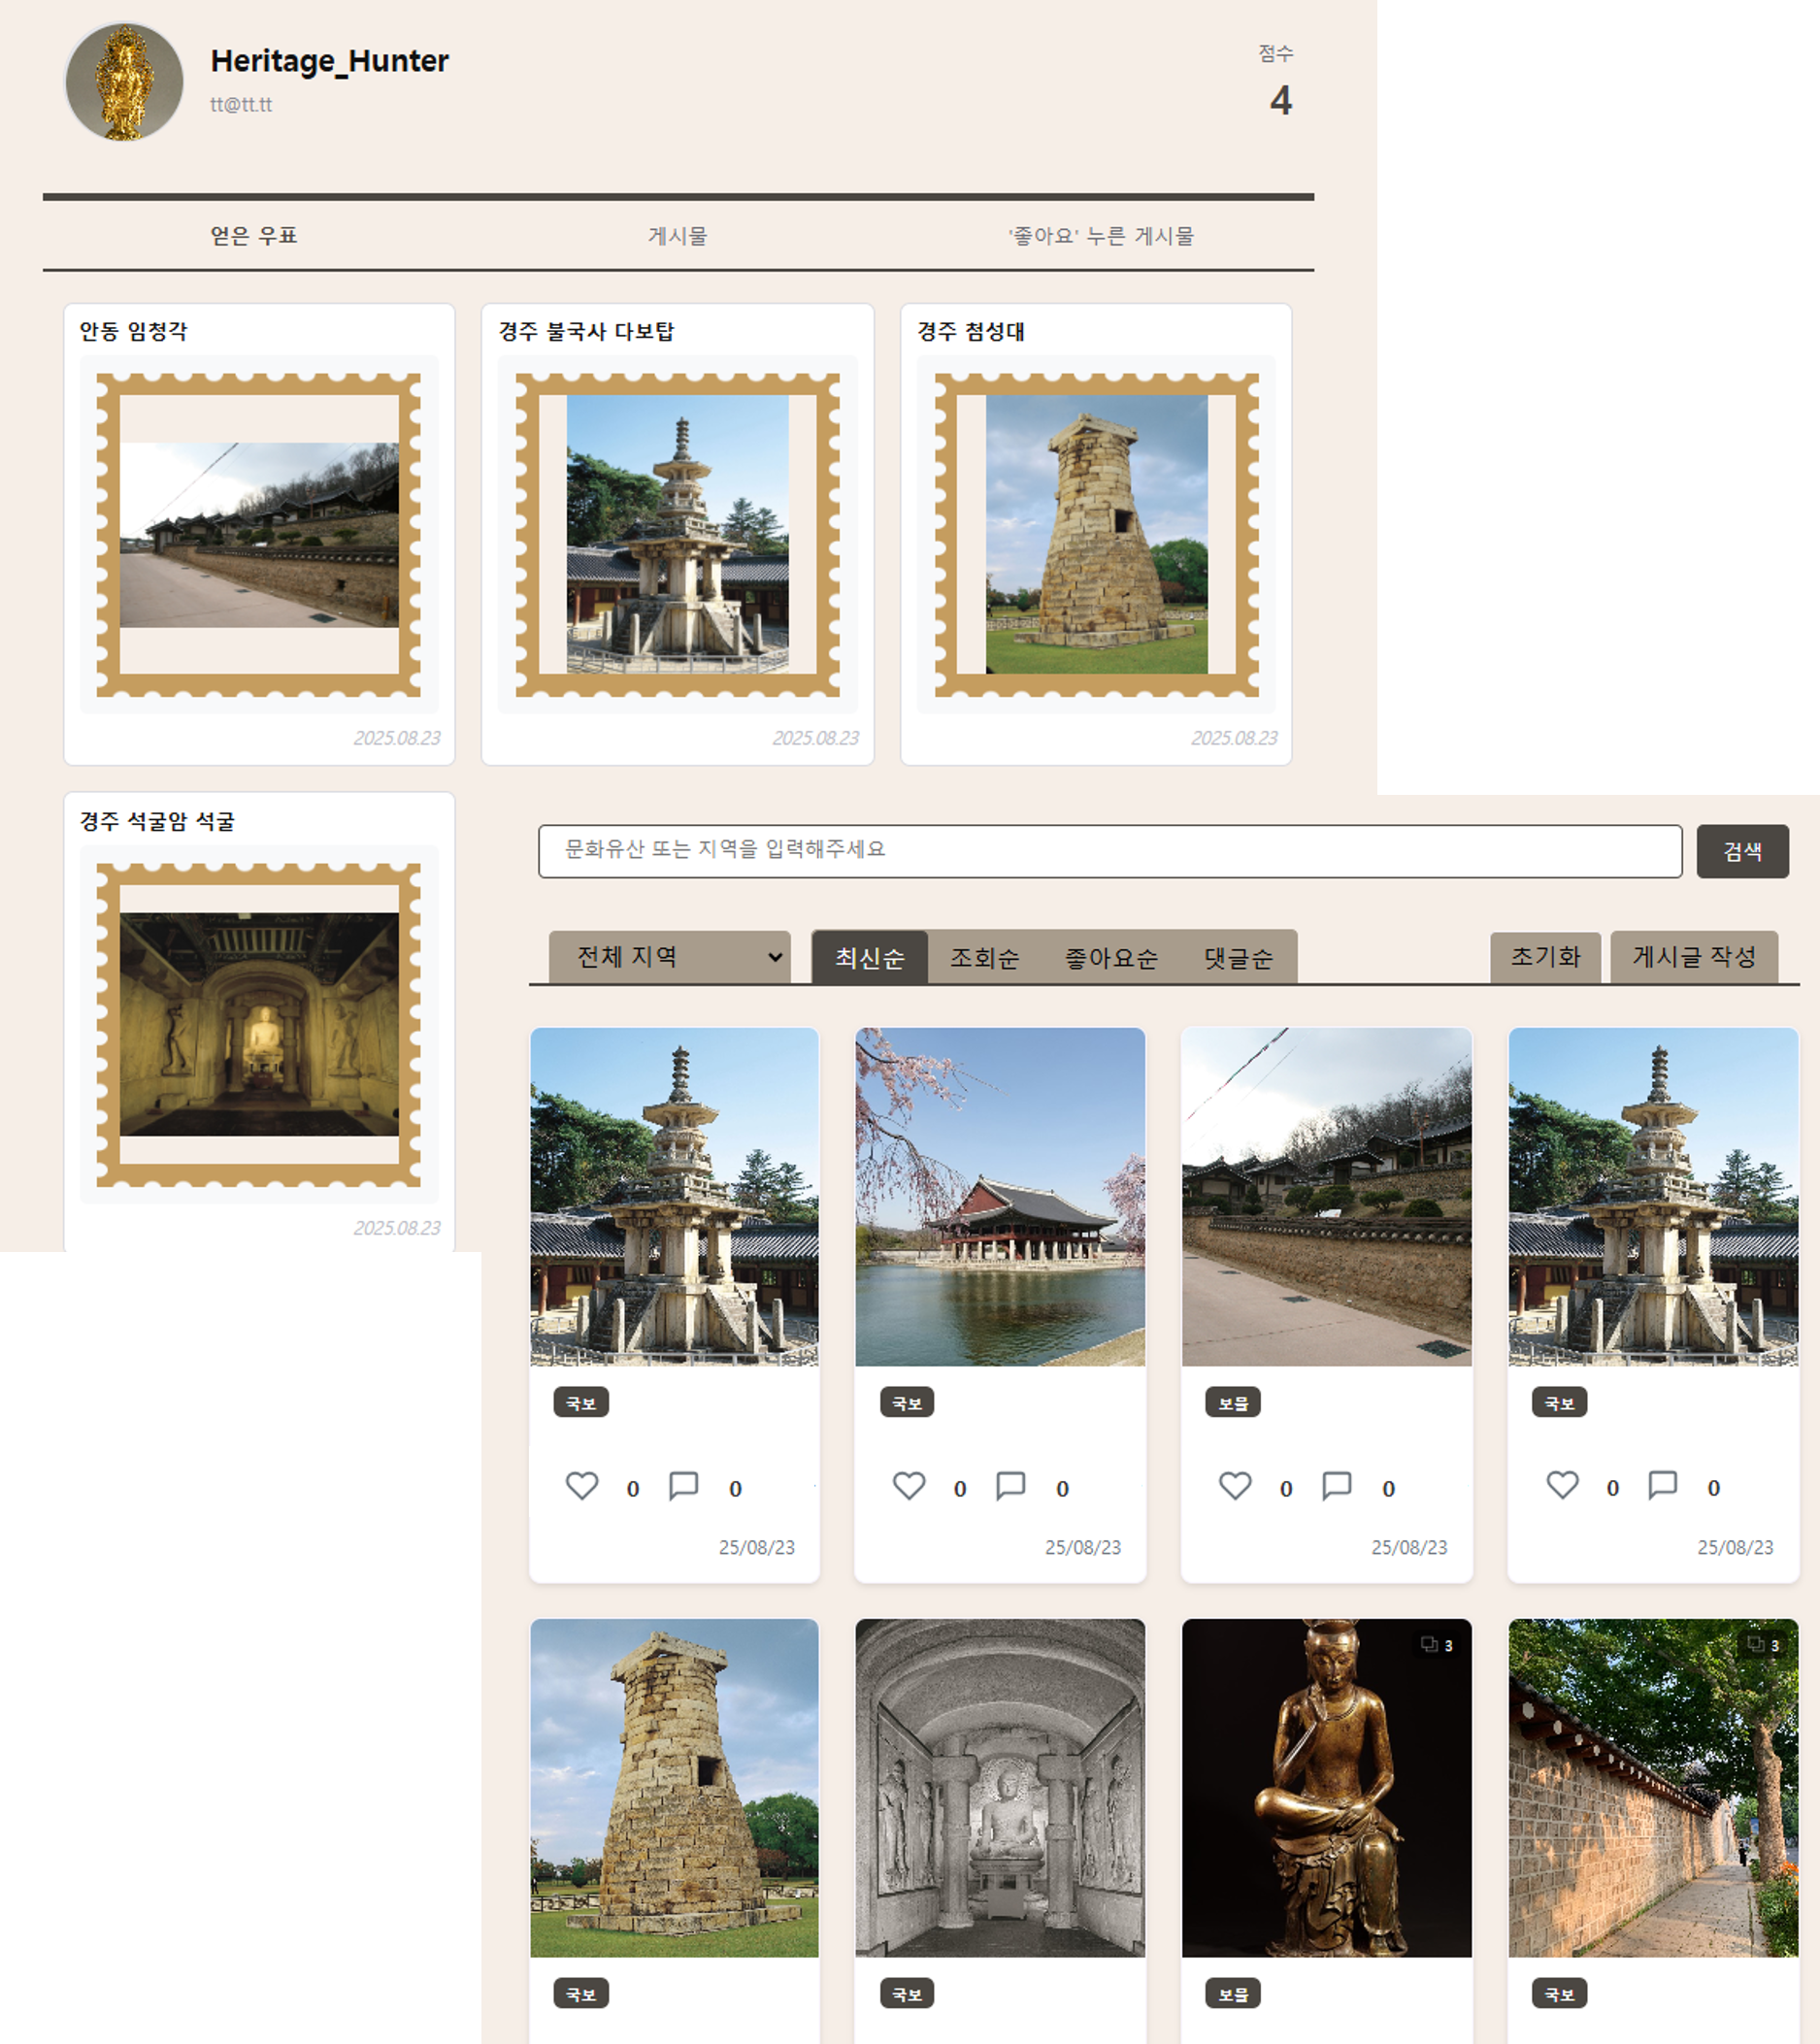 Heritage_Hunter
tt@tt.tt
점수
4
얻은 우표
게시물
'좋아요' 누른 게시물
안동 임청각
경주 불국사 다보탑
경주 첨성대
2025.08.23
2025.08.23
2025.08.23
경주 석굴암 석굴
2025.08.23
문화유산 또는 지역을 입력해주세요
검색
전체 지역
최신순
조회순
좋아요순
댓글순
초기화
게시글 작성
국보
국보
보물
국보
0 0
0 0
0 0
0 0
25/08/23
25/08/23
25/08/23
25/08/23
3
3
국보
국보
보물
국보